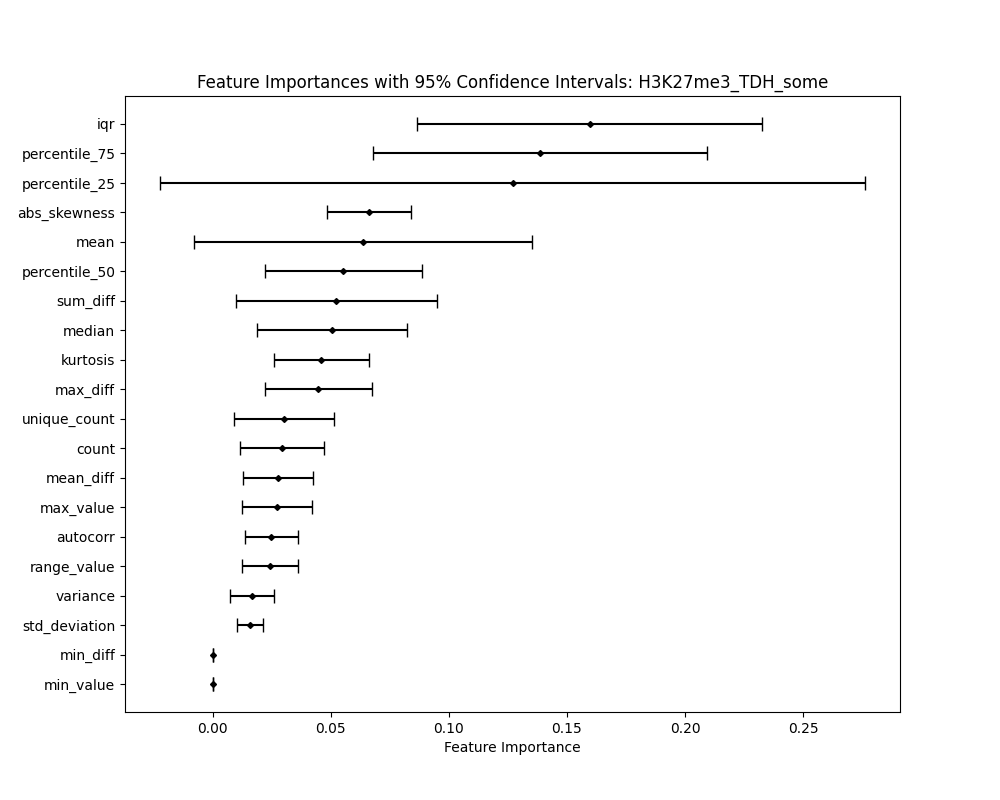 Feature Importances with 95% Confidence Intervals: H3K27me3_TDH_some
iqr
percentile_75
percentile_25
abs_skewness
mean
percentile_50
sum_diff
median
kurtosis
max_diff
unique_count
count
mean_diff
max_value
autocorr
range_value
variance
std_deviation
min_diff
min_value
0.00 0.05 0.10 0.15 0.20 0.25
Feature Importance